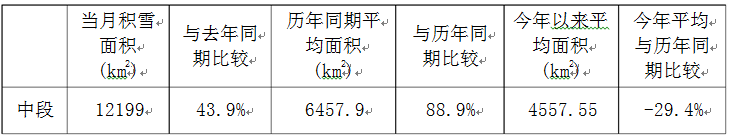 当月积雪面积(km²)
与去年同期比较
历年同期平均面积(km²)
与历年同期比较
今年以来平均面积(km²)
今年平均与历年同期比较
中段
12199
43.9%
6457.9
88.9%
4557.55
-29.4%